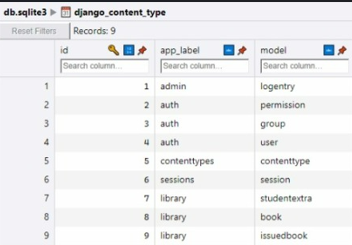 db.sqlite3 django_content_type
Reset Filters Records: 9
id app_label model
Search column... Search column... Search column...
1 1 admin logentry
2 2 auth permission
3 3 auth group
4 4 auth user
5 5 contenttypes contenttype
6 6 sessions session
7 7 library studentextra
8 8 library book
9 9 library issuedbook